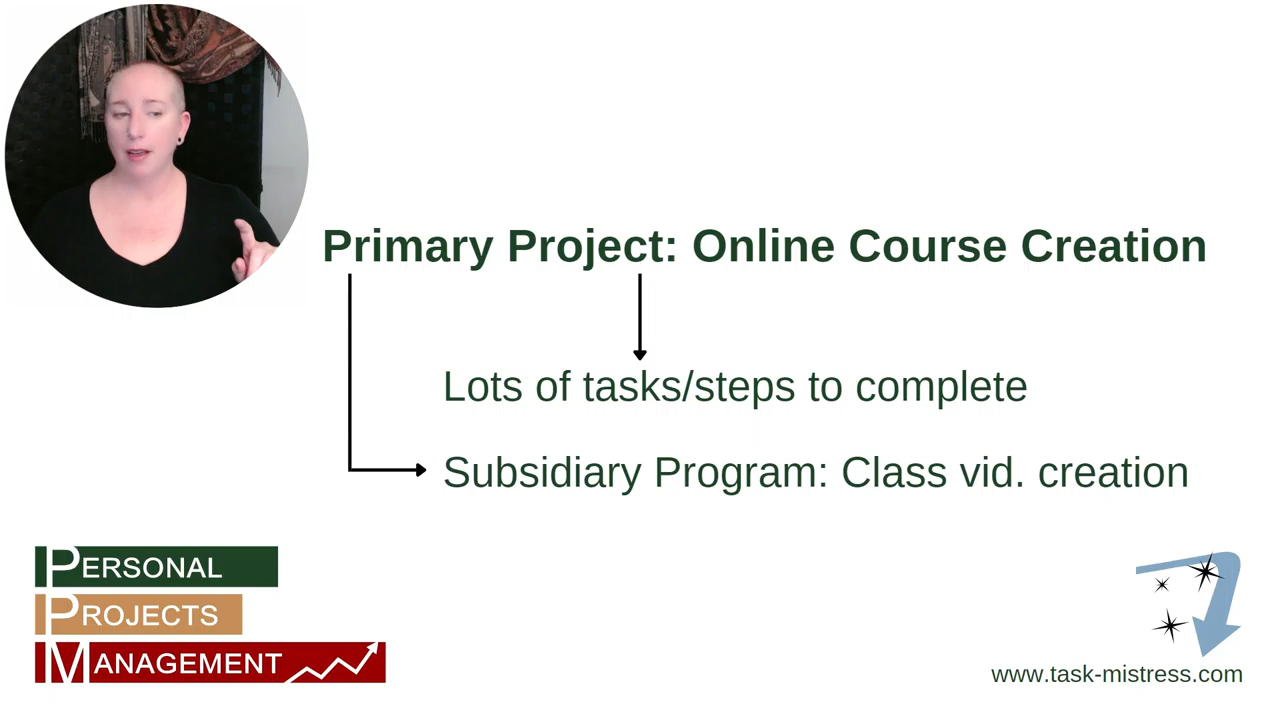 Primary Project: Online Course Creation
Lots of tasks/steps to complete
Subsidiary Program: Class vid. creation
PERSONAL
PROJECTS
MANAGEMENT
www.task-mistress.com